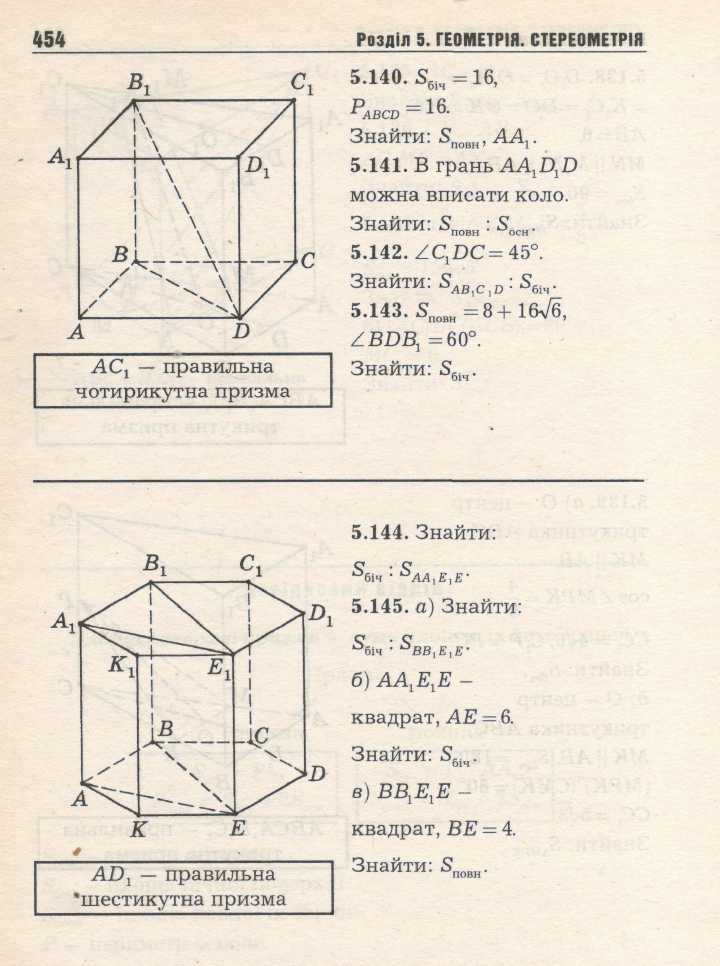 454
Розділ 5. ГЕОМЕТРІЯ. СТЕРЕОМЕТРІЯ
B₁
C₁
A₁
D₁
B
C
A
D
AC₁ — правильна
чотирикутна призма
5.140. Sбіч = 16,
P_ABCD = 16.
Знайти: Sповн, AA₁.
5.141. В грань AA₁D₁D
можна вписати коло.
Знайти: Sповн : Sосн.
5.142. ∠C₁DC = 45°.
Знайти: S_AB₁C₁D : Sбіч.
5.143. Sповн = 8 + 16√6,
∠BDB₁ = 60°.
Знайти: Sбіч.
B₁
C₁
A₁
D₁
K₁
E₁
B
C
A
D
K
E
AD₁ — правильна
шестикутна призма
5.144. Знайти:
Sбіч : S_AA₁E₁E.
5.145. а) Знайти:
Sбіч : S_BB₁E₁E.
б) AA₁E₁E –
квадрат, AE = 6.
Знайти: Sбіч.
в) BB₁E₁E –
квадрат, BE = 4.
Знайти: Sповн.